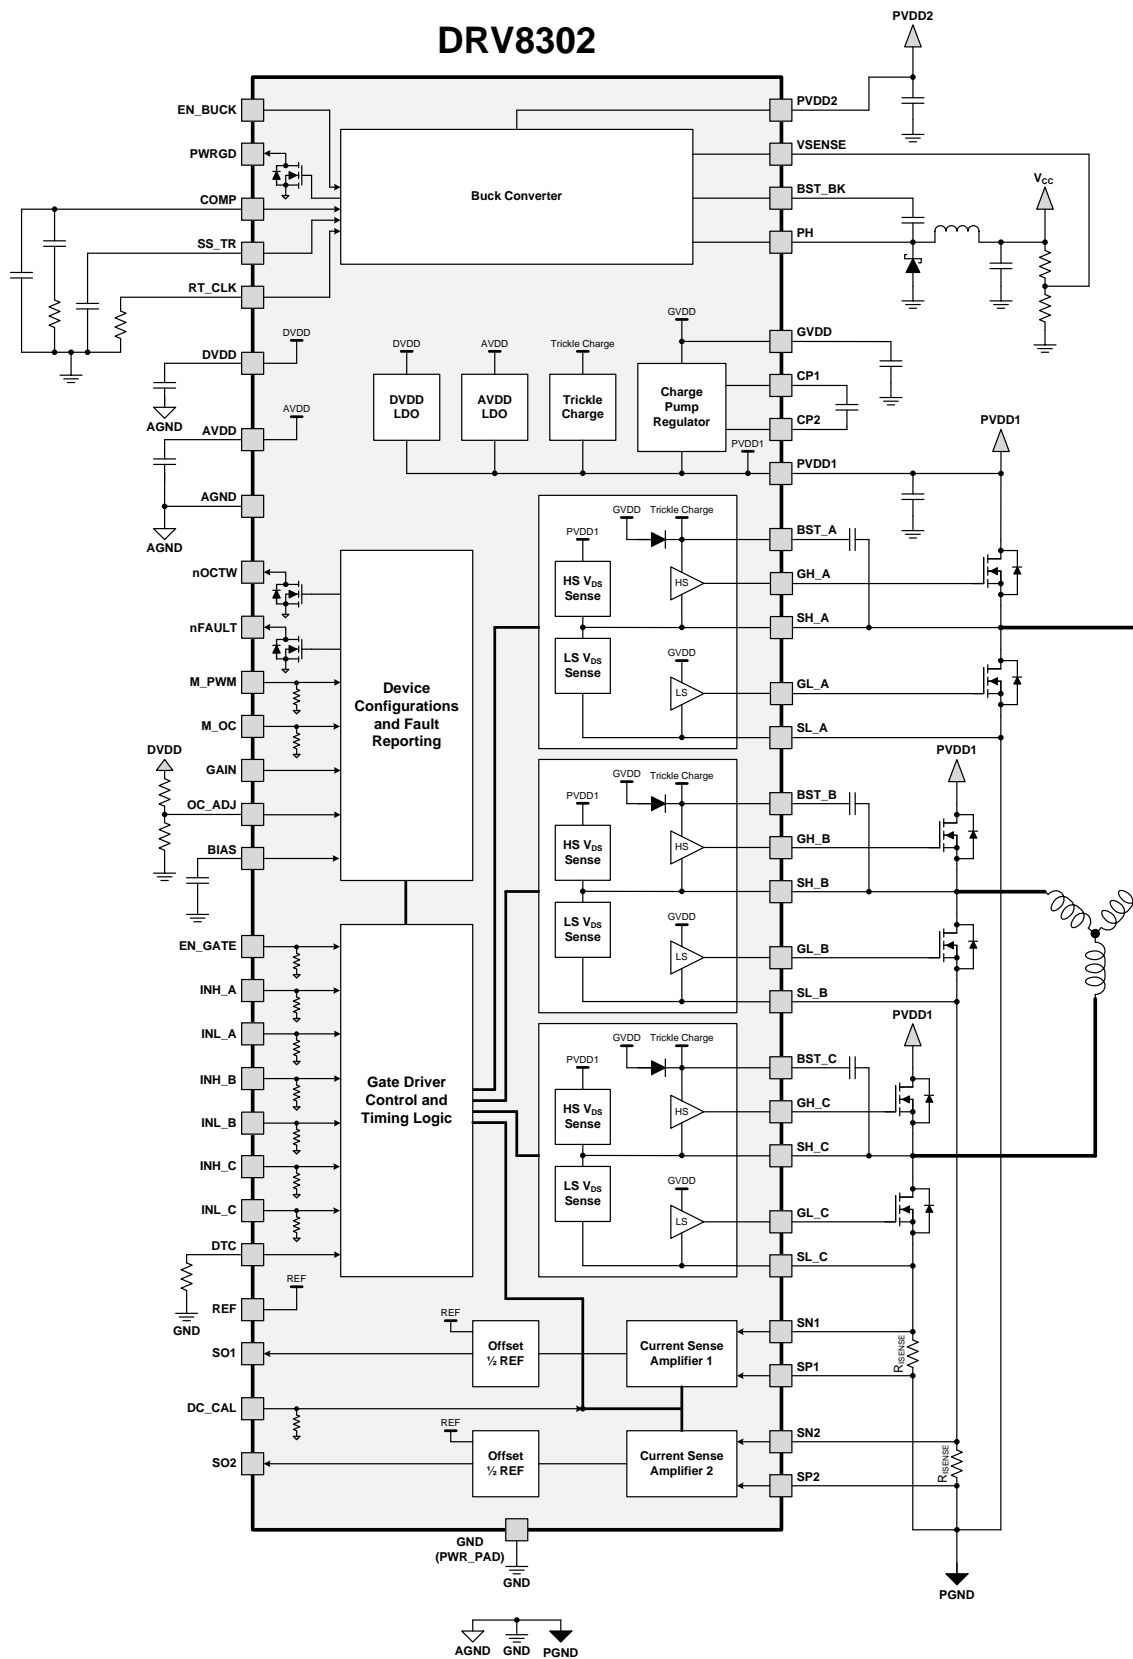 DRV8302
PVDD2
EN_BUCK
PWRGD
COMP
SS_TR
RT_CLK
DVDD
DVDD
AGND
AVDD
AVDD
AGND
AGND
nOCTW
nFAULT
M_PWM
M_OC
DVDD
GAIN
OC_ADJ
BIAS
EN_GATE
INH_A
INL_A
INH_B
INL_B
INH_C
INL_C
DTC
GND
REF
REF
SO1
DC_CAL
SO2
Buck Converter
DVDD
DVDD
LDO
AVDD
AVDD
LDO
Trickle Charge
Trickle
Charge
GVDD
Charge
Pump
Regulator
PVDD1
Device
Configurations
and Fault
Reporting
Gate Driver
Control and
Timing Logic
GVDD
Trickle Charge
PVDD1
HS VDS
Sense
HS
LS VDS
Sense
GVDD
LS
GVDD
Trickle Charge
PVDD1
HS VDS
Sense
HS
LS VDS
Sense
GVDD
LS
GVDD
Trickle Charge
PVDD1
HS VDS
Sense
HS
LS VDS
Sense
GVDD
LS
REF
Offset
½ REF
Current Sense
Amplifier 1
REF
Offset
½ REF
Current Sense
Amplifier 2
PVDD2
VSENSE
BST_BK
VCC
PH
GVDD
CP1
CP2
PVDD1
PVDD1
BST_A
GH_A
SH_A
GL_A
SL_A
PVDD1
BST_B
GH_B
SH_B
GL_B
SL_B
PVDD1
BST_C
GH_C
SH_C
GL_C
SL_C
SN1
RISENSE
SP1
SN2
RISENSE
SP2
GND
(PWR_PAD)
GND
PGND
AGND GND PGND